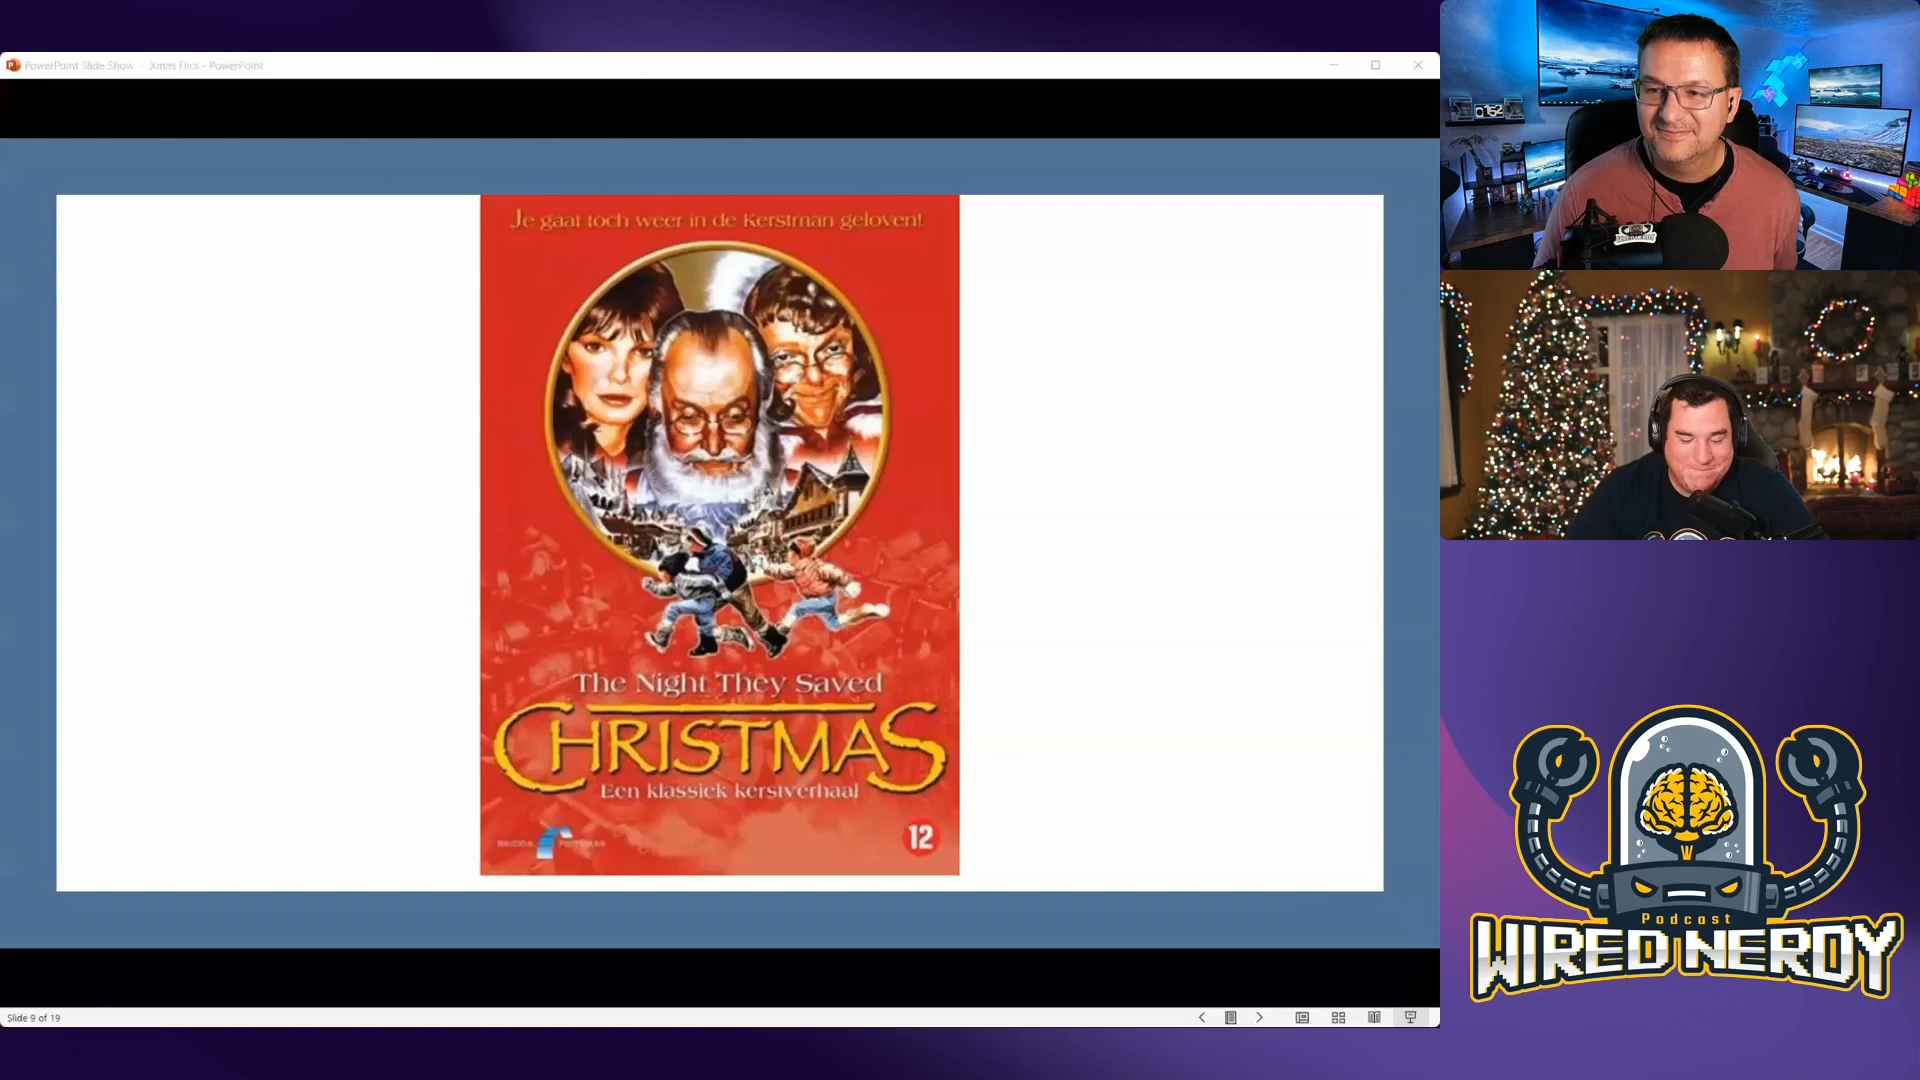 PowerPoint Slide Show - Xmas Flics - PowerPoint
Je gaat toch weer in de Kerstman geloven!
The Night They Saved
CHRISTMAS
Een klassiek kerstverhaal
12
Slide 9 of 19
Podcast
WIRED NERDY